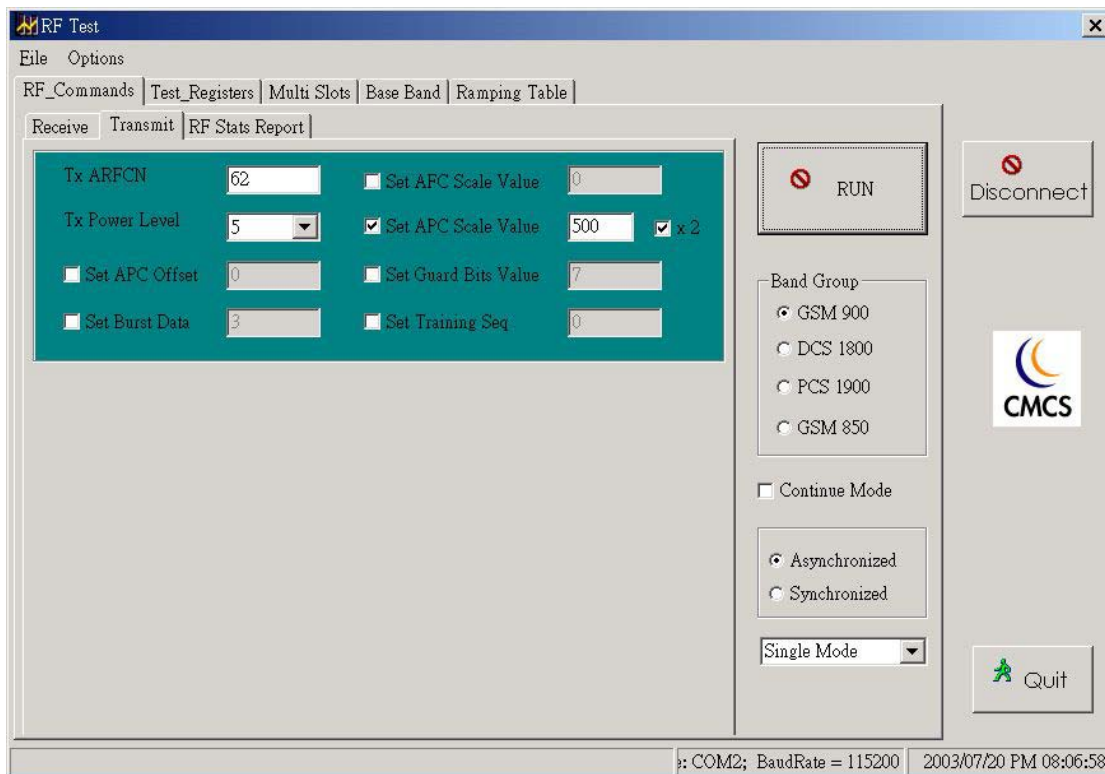 RF Test
Eile Options
RF_Commands Test_Registers Multi Slots Base Band Ramping Table
Receive Transmit RF Stats Report
Tx ARFCN 62 Set AFC Scale Value 0
Tx Power Level 5 Set APC Scale Value 500 x 2
Set APC Offset 0 Set Guard Bits Value 7
Set Burst Data 3 Set Training Seq 0
RUN
Disconnect
Band Group
GSM 900
DCS 1800
PCS 1900
GSM 850
CMCS
Continue Mode
Asynchronized
Synchronized
Single Mode
Quit
: COM2; BaudRate = 115200 2003/07/20 PM 08:06:58